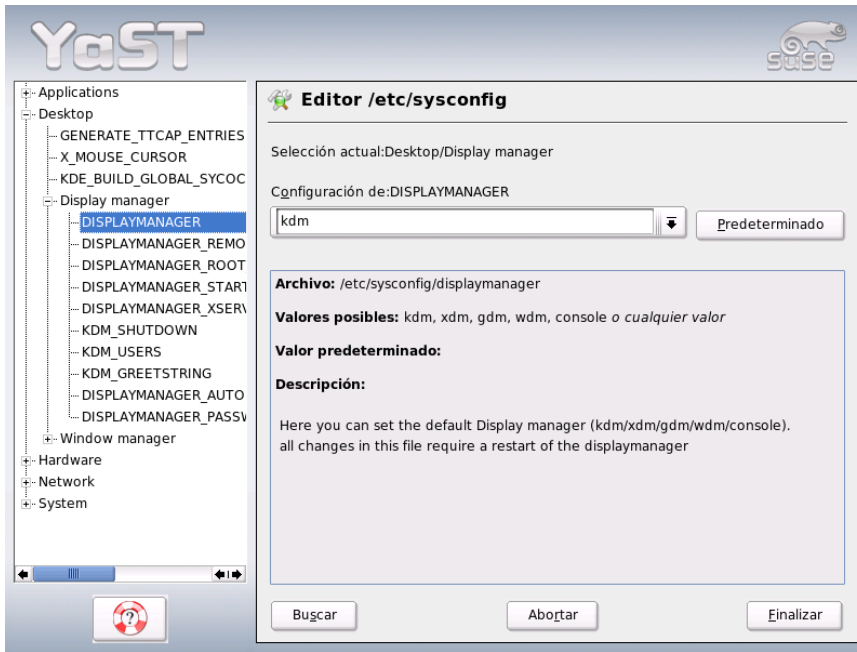 YaST
suse
Applications
Desktop
GENERATE_TTCAP_ENTRIES
X_MOUSE_CURSOR
KDE_BUILD_GLOBAL_SYCOC
Display manager
DISPLAYMANAGER
DISPLAYMANAGER_REMO
DISPLAYMANAGER_ROOT
DISPLAYMANAGER_START
DISPLAYMANAGER_XSERV
KDM_SHUTDOWN
KDM_USERS
KDM_GREETSTRING
DISPLAYMANAGER_AUTO
DISPLAYMANAGER_PASSW
Window manager
Hardware
Network
System
Editor /etc/sysconfig
Selección actual:Desktop/Display manager
Configuración de:DISPLAYMANAGER
kdm
Predeterminado
Archivo: /etc/sysconfig/displaymanager
Valores posibles: kdm, xdm, gdm, wdm, console o cualquier valor
Valor predeterminado:
Descripción:
Here you can set the default Display manager (kdm/xdm/gdm/wdm/console).
all changes in this file require a restart of the displaymanager
Buscar
Abortar
Finalizar